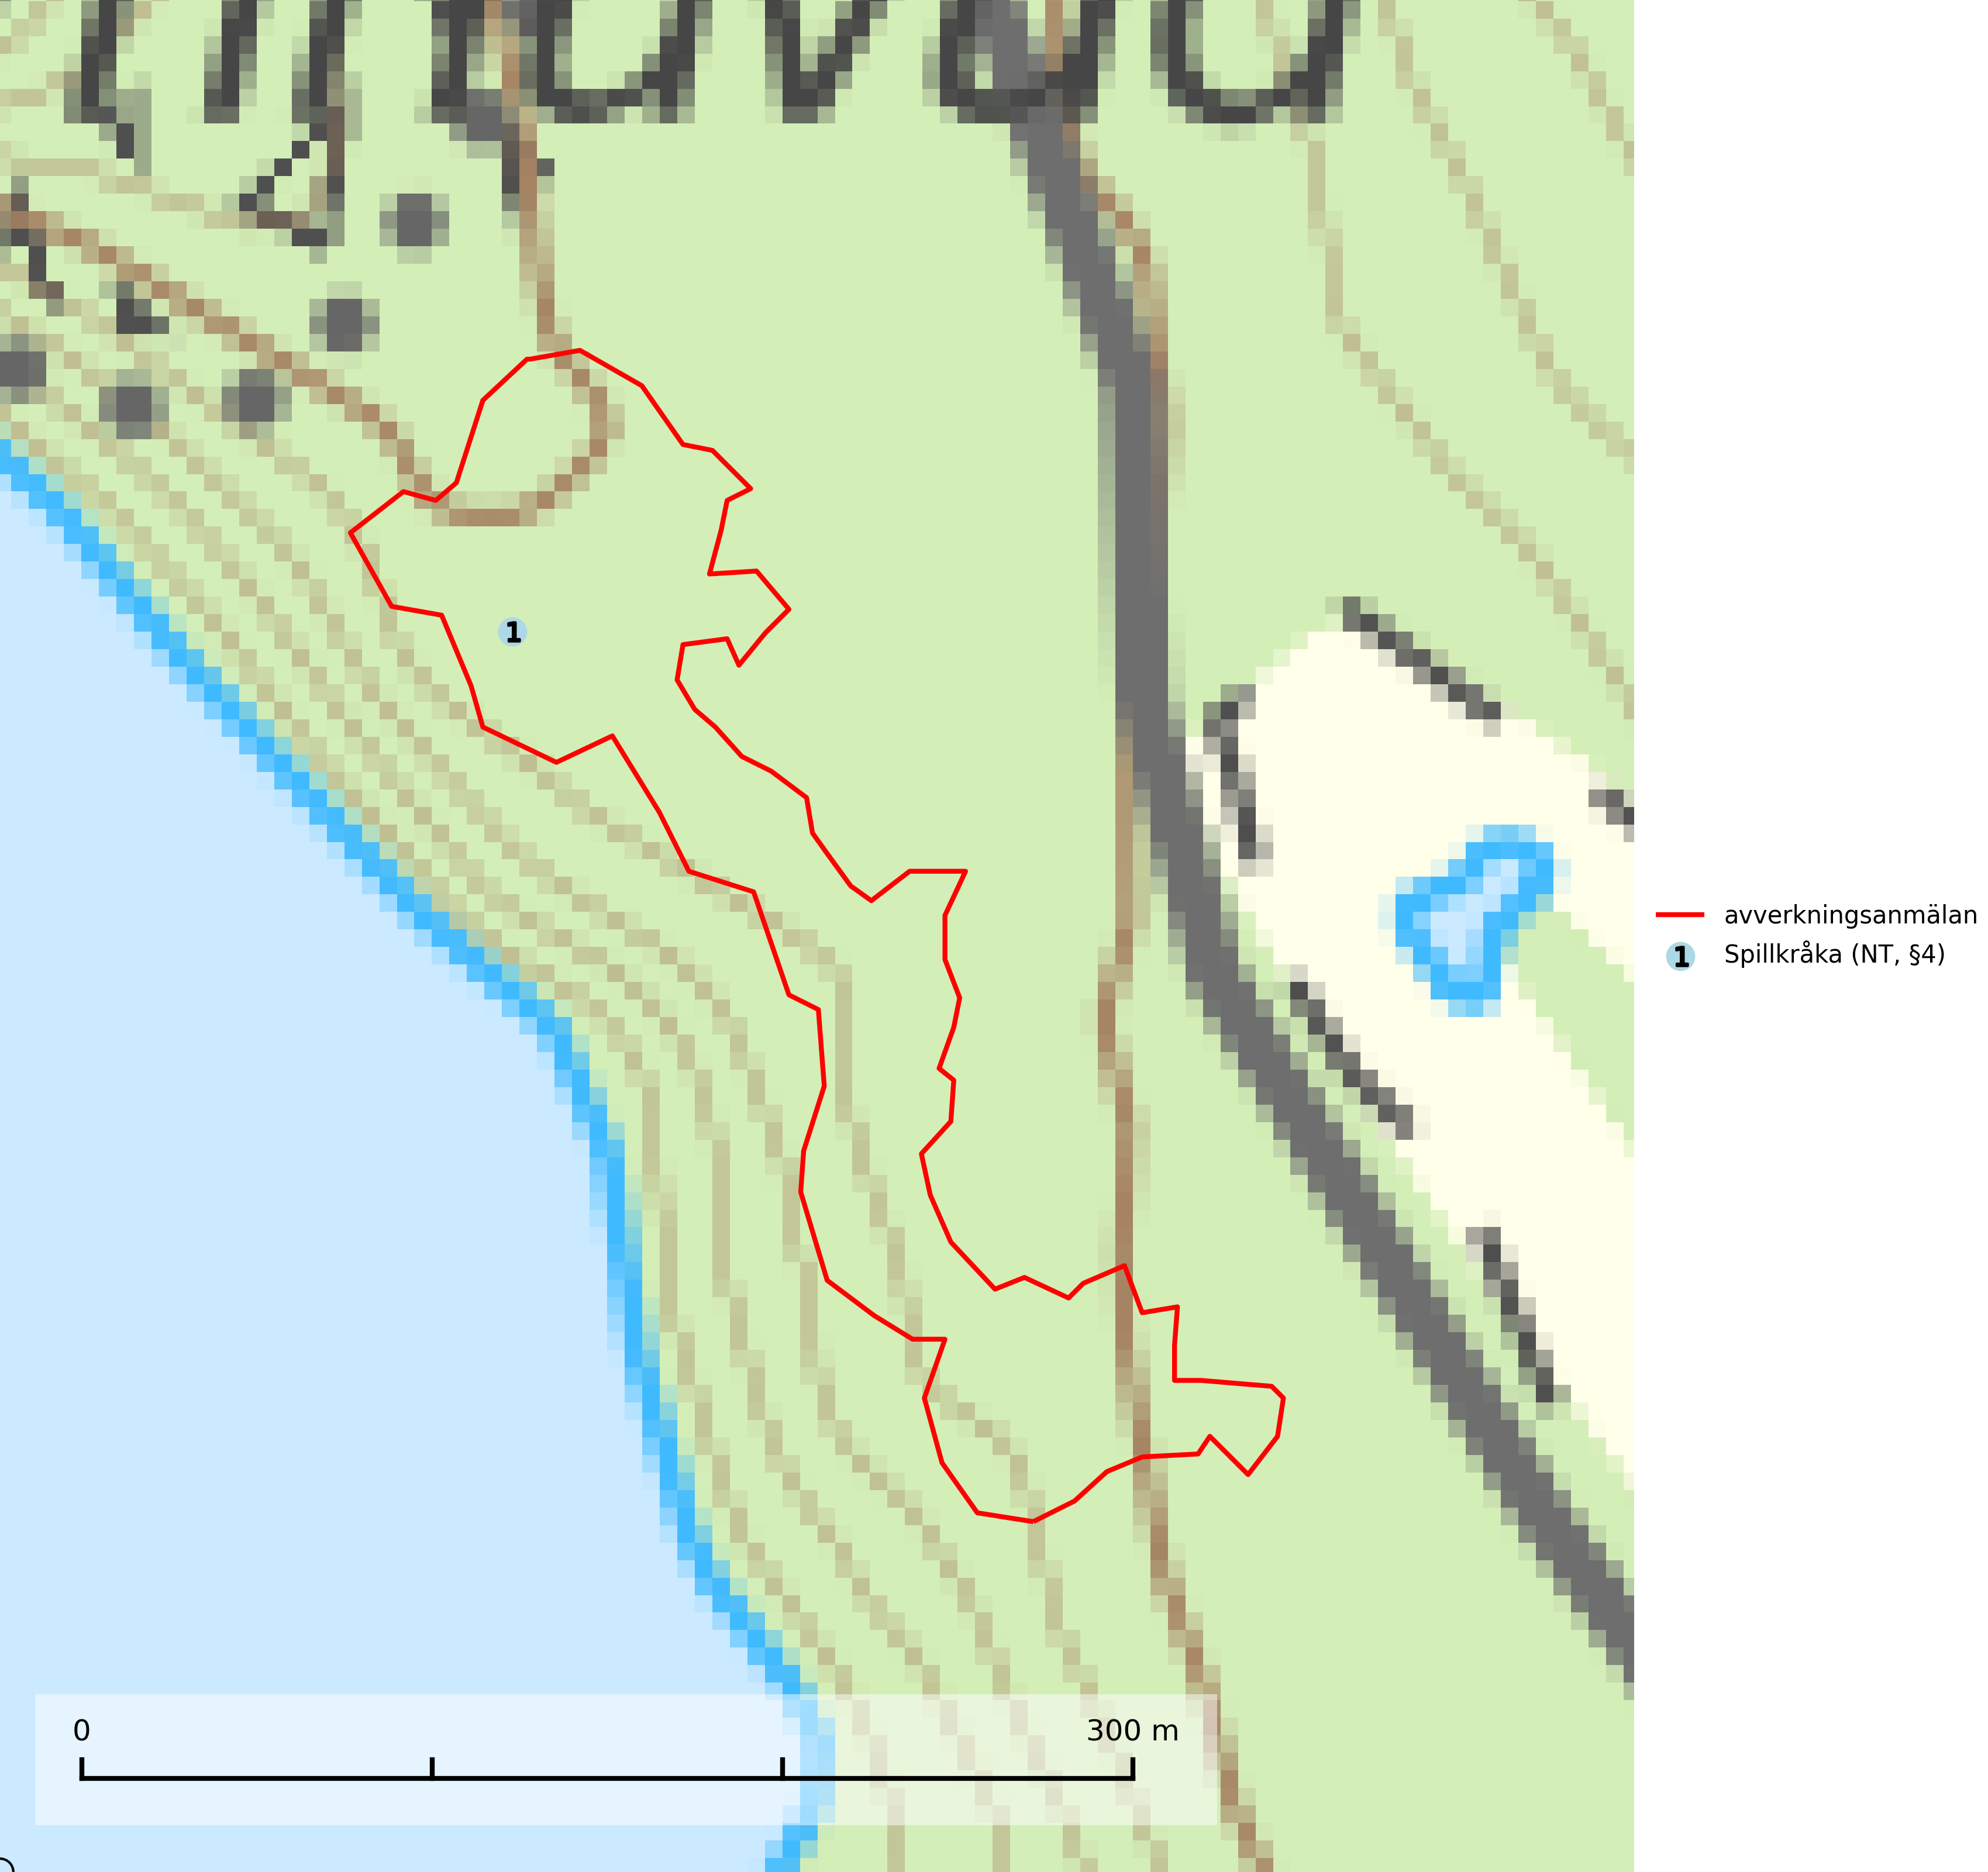 1
avverkningsanmälan
1 Spillkråka (NT, §4)
0 300 m